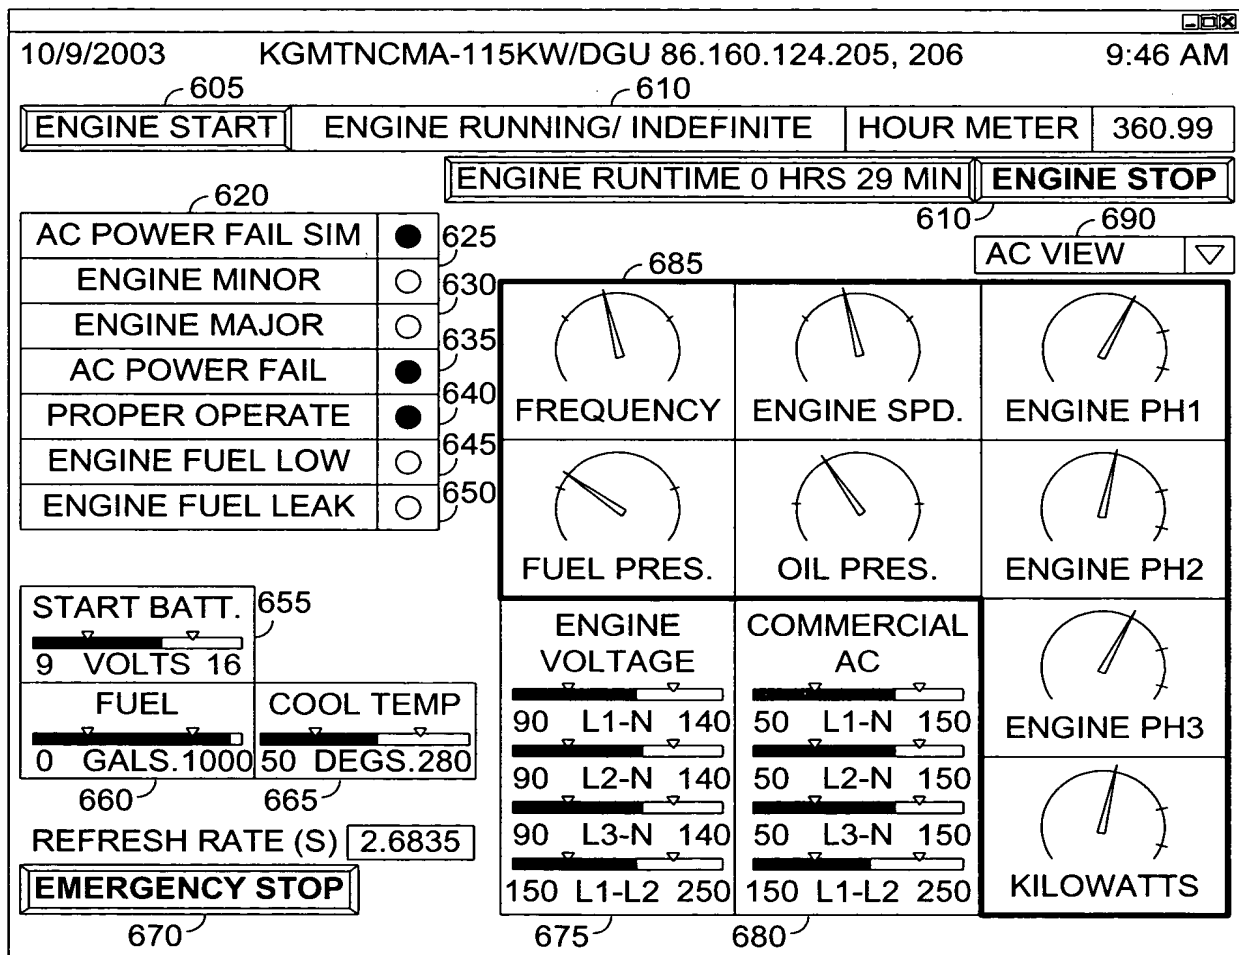 10/9/2003 KGMTNCMA-115KW/DGU 86.160.124.205, 206 9:46 AM
605 610
ENGINE START ENGINE RUNNING/ INDEFINITE HOUR METER 360.99
ENGINE RUNTIME 0 HRS 29 MIN ENGINE STOP
620 610 690
AC POWER FAIL SIM 625 AC VIEW
685
ENGINE MINOR 630
ENGINE MAJOR 635
AC POWER FAIL 640
PROPER OPERATE 645
ENGINE FUEL LOW 650
ENGINE FUEL LEAK
FREQUENCY ENGINE SPD. ENGINE PH1
FUEL PRES. OIL PRES. ENGINE PH2
START BATT. 655
9 VOLTS 16
FUEL COOL TEMP
0 GALS.1000 50 DEGS.280
660 665
REFRESH RATE (S) 2.6835
EMERGENCY STOP
670
ENGINE VOLTAGE
90 L1-N 140
90 L2-N 140
90 L3-N 140
150 L1-L2 250
675
COMMERCIAL AC
50 L1-N 150
50 L2-N 150
50 L3-N 150
150 L1-L2 250
680
ENGINE PH3
KILOWATTS